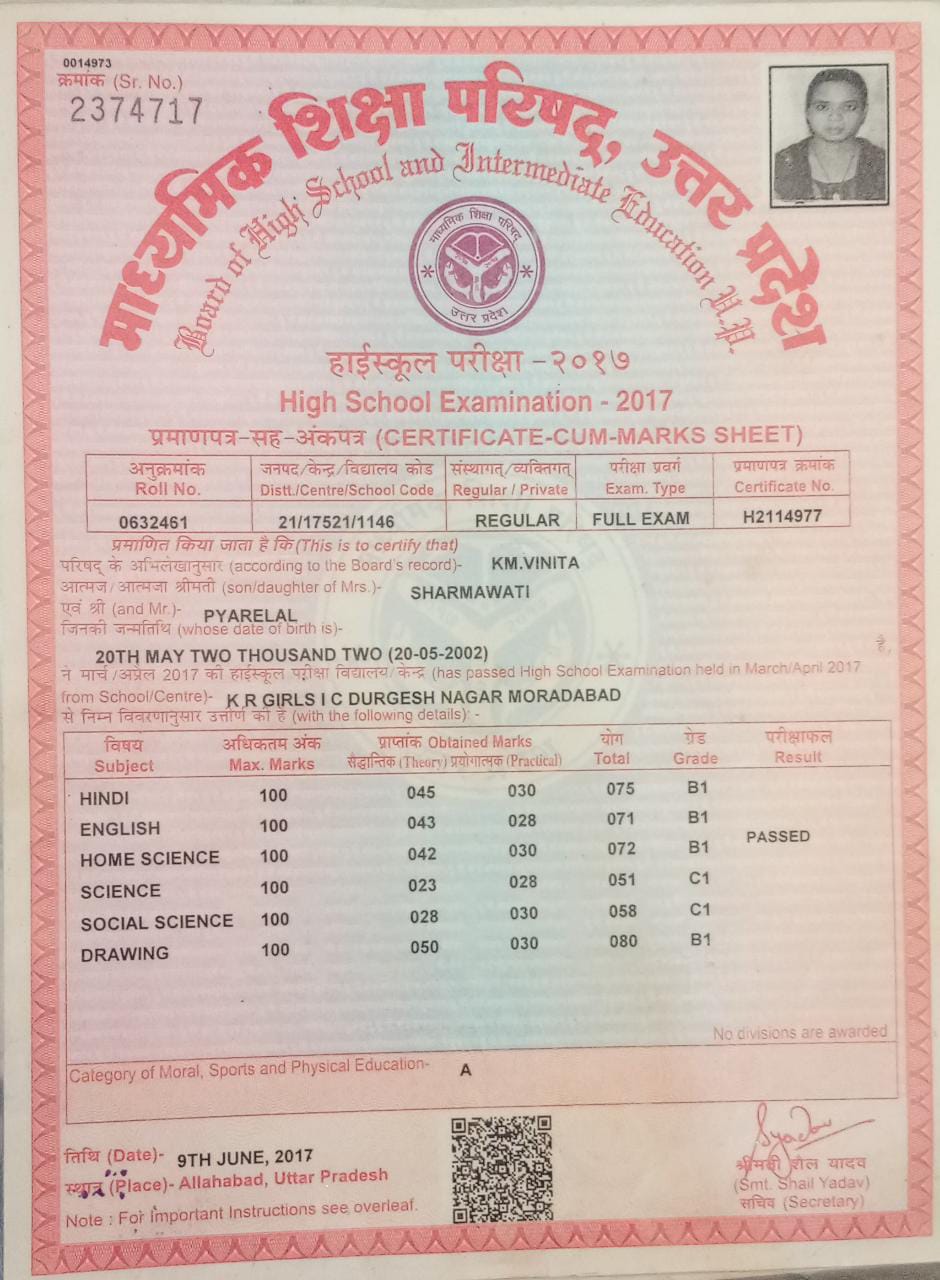 0014973
क्रमांक (Sr. No.)
2374717
माध्यमिक शिक्षा परिषद्, उत्तर प्रदेश
Board of High School and Intermediate Education U.P.
माध्यमिक शिक्षा परिषद्
उत्तर प्रदेश
हाईस्कूल परीक्षा -२०१७
High School Examination - 2017
प्रमाणपत्र-सह-अंकपत्र (CERTIFICATE-CUM-MARKS SHEET)
अनुक्रमांक जनपद/केन्द्र/विद्यालय कोड संस्थागत/व्यक्तिगत परीक्षा प्रवर्ग प्रमाणपत्र क्रमांक
Roll No. Distt./Centre/School Code Regular / Private Exam. Type Certificate No.
0632461 21/17521/1146 REGULAR FULL EXAM H2114977
प्रमाणित किया जाता है कि (This is to certify that)
परिषद् के अभिलेखानुसार (according to the Board's record)- KM.VINITA
आत्मज/आत्मजा श्रीमती (son/daughter of Mrs.)- SHARMAWATI
एवं श्री (and Mr.)- PYARELAL
जिनकी जन्मतिथि (whose date of birth is)-
20TH MAY TWO THOUSAND TWO (20-05-2002) है,
ने मार्च/अप्रैल 2017 की हाईस्कूल परीक्षा विद्यालय/केन्द्र (has passed High School Examination held in March/April 2017
from School/Centre)- K R GIRLS I C DURGESH NAGAR MORADABAD
से निम्न विवरणानुसार उत्तीर्ण की है (with the following details): -
विषय अधिकतम अंक प्राप्तांक Obtained Marks योग ग्रेड परीक्षाफल
Subject Max. Marks सैद्धान्तिक (Theory) प्रयोगात्मक (Practical) Total Grade Result
HINDI 100 045 030 075 B1
ENGLISH 100 043 028 071 B1 PASSED
HOME SCIENCE 100 042 030 072 B1
SCIENCE 100 023 028 051 C1
SOCIAL SCIENCE 100 028 030 058 C1
DRAWING 100 050 030 080 B1
No divisions are awarded
Category of Moral, Sports and Physical Education- A
तिथि (Date)- 9TH JUNE, 2017
स्थान (Place)- Allahabad, Uttar Pradesh
Note : For Important Instructions see overleaf.
श्रीमती शैल यादव
(Smt. Shail Yadav)
सचिव (Secretary)